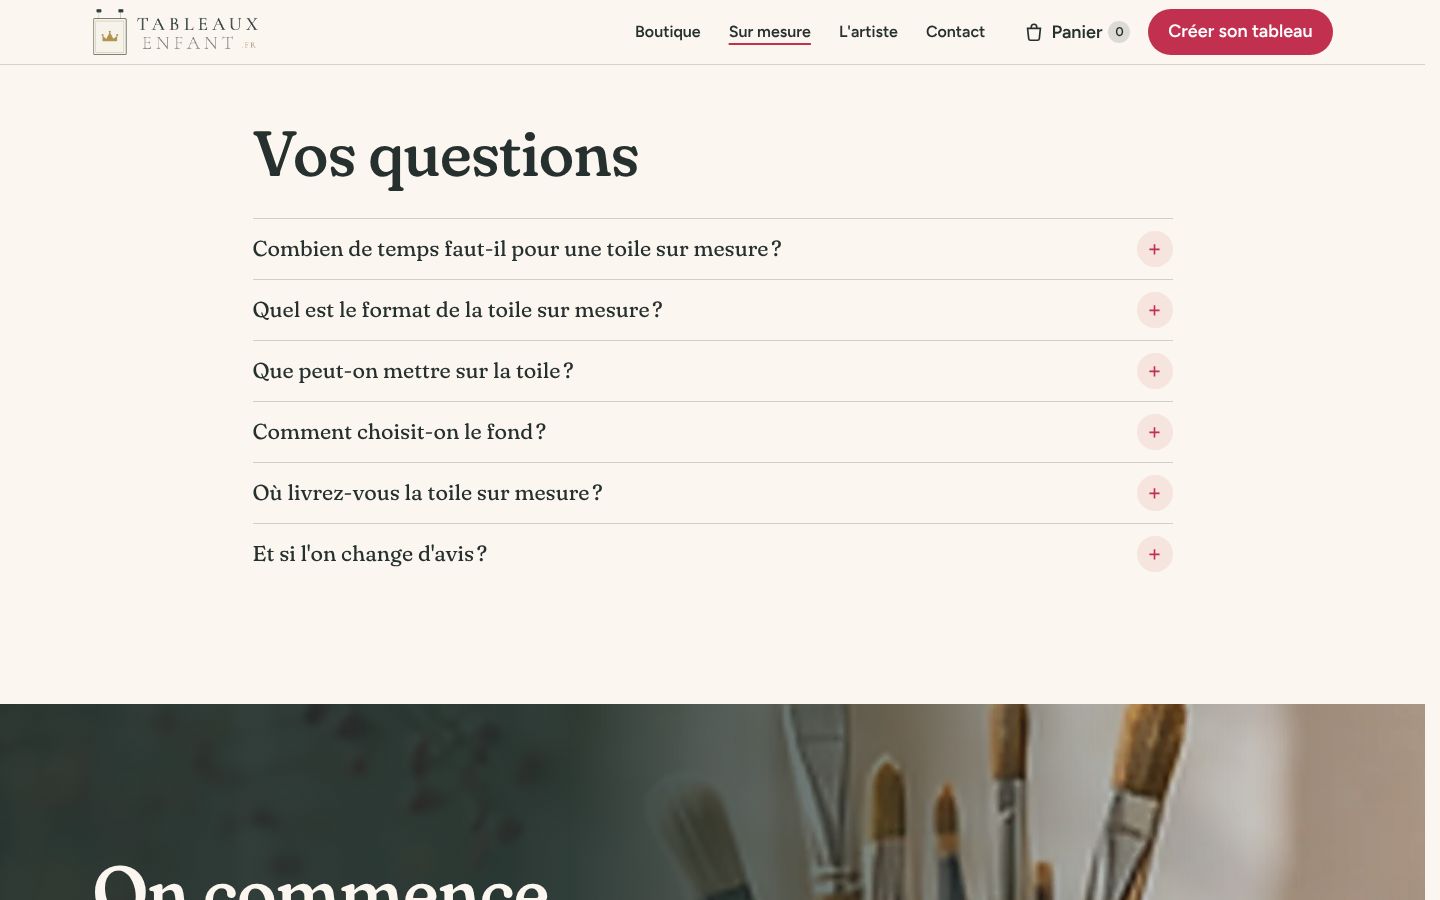 TABLEAUX
ENFANT .FR
Boutique
Sur mesure
L'artiste
Contact
Panier 0
Créer son tableau
Vos questions
Combien de temps faut-il pour une toile sur mesure ?
Quel est le format de la toile sur mesure ?
Que peut-on mettre sur la toile ?
Comment choisit-on le fond ?
Où livrez-vous la toile sur mesure ?
Et si l'on change d'avis ?
On commence